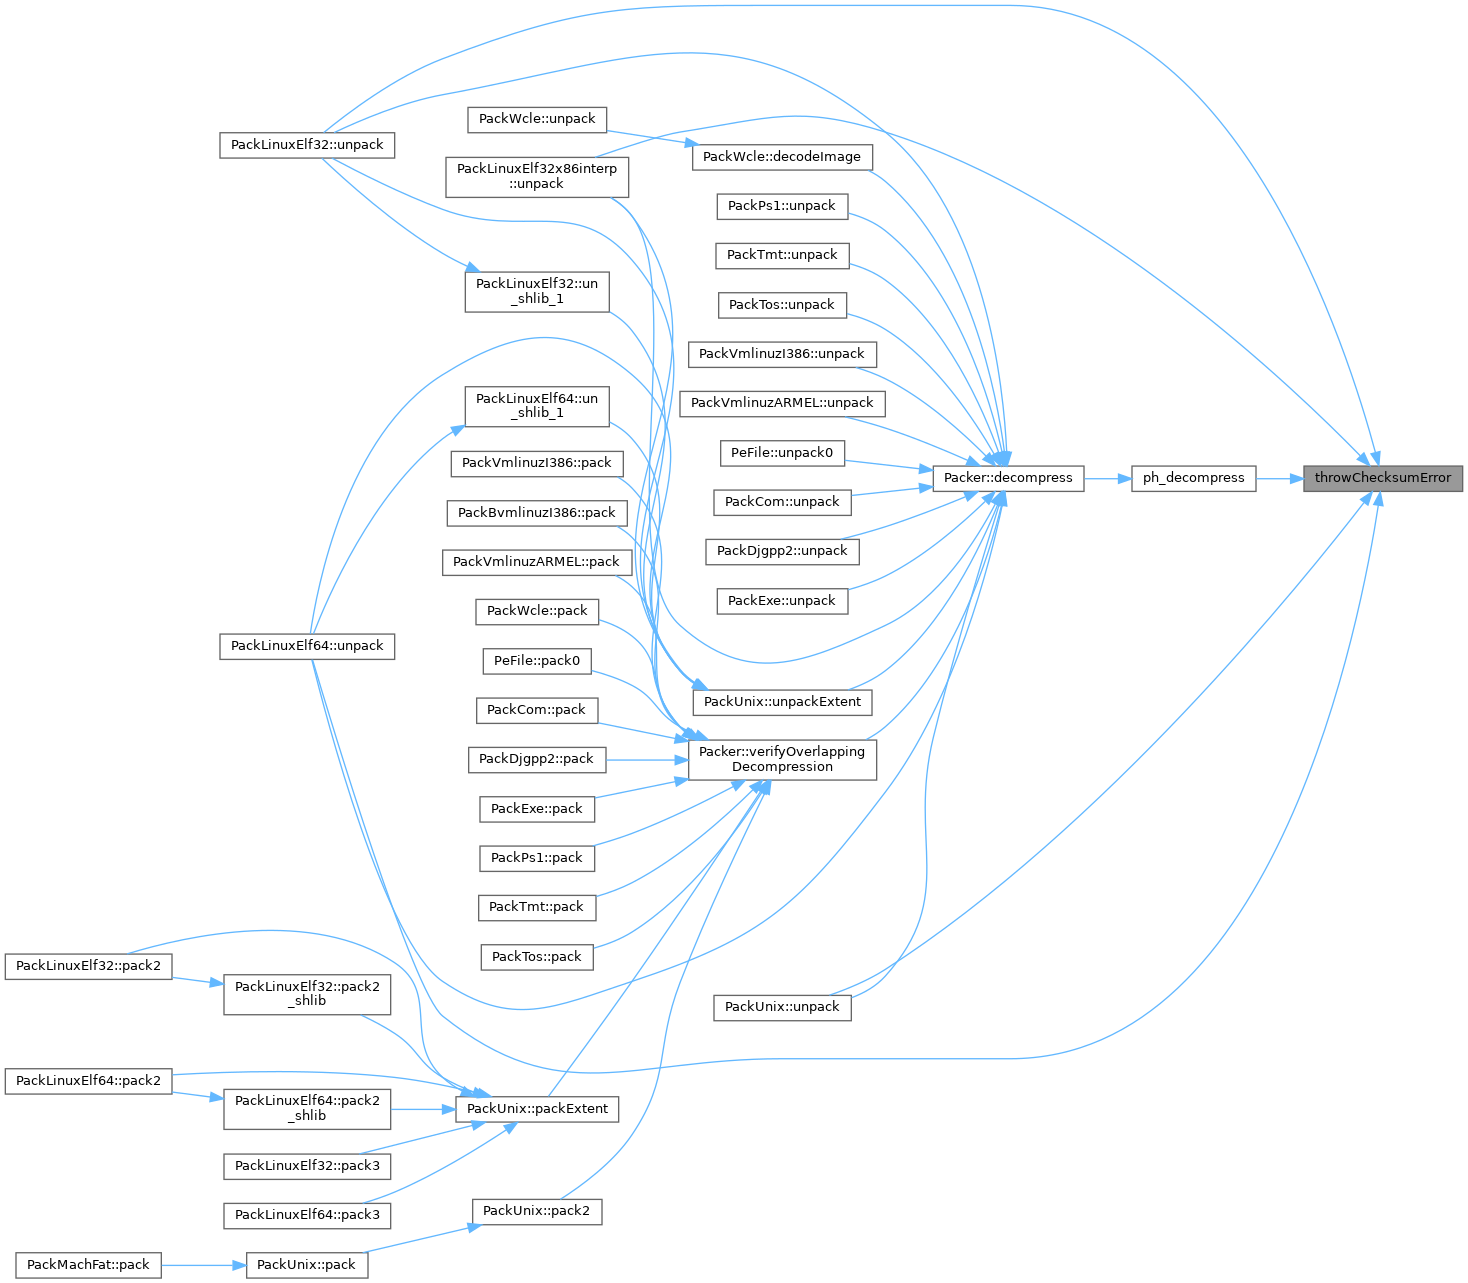 PackLinuxElf32::unpack
PackWcle::unpack
PackLinuxElf32x86interp
::unpack
PackWcle::decodeImage
PackPs1::unpack
PackTmt::unpack
PackLinuxElf32::un
_shlib_1
PackTos::unpack
PackVmlinuzI386::unpack
PackLinuxElf64::un
_shlib_1
PackVmlinuzARMEL::unpack
PackVmlinuzI386::pack
PeFile::unpack0
Packer::decompress
ph_decompress
throwChecksumError
PackBvmlinuzI386::pack
PackCom::unpack
PackVmlinuzARMEL::pack
PackDjgpp2::unpack
PackWcle::pack
PackExe::unpack
PackLinuxElf64::unpack
PeFile::pack0
PackUnix::unpackExtent
PackCom::pack
PackDjgpp2::pack
Packer::verifyOverlapping
Decompression
PackExe::pack
PackPs1::pack
PackTmt::pack
PackTos::pack
PackLinuxElf32::pack2
PackLinuxElf32::pack2
_shlib
PackUnix::unpack
PackLinuxElf64::pack2
PackLinuxElf64::pack2
_shlib
PackUnix::packExtent
PackLinuxElf32::pack3
PackLinuxElf64::pack3
PackUnix::pack2
PackMachFat::pack
PackUnix::pack